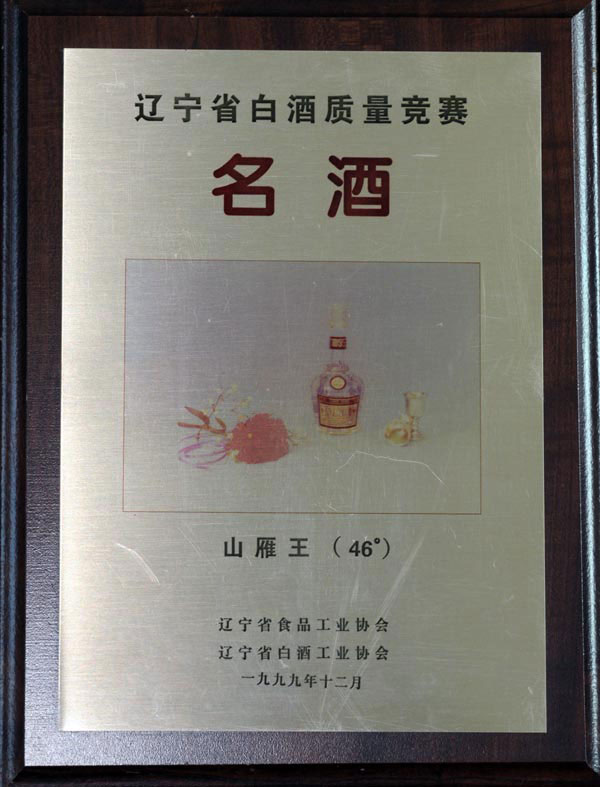 辽宁省白酒质量竞赛
名酒
山雁王（46°）
辽宁省食品工业协会
辽宁省白酒工业协会
一九九九年十二月